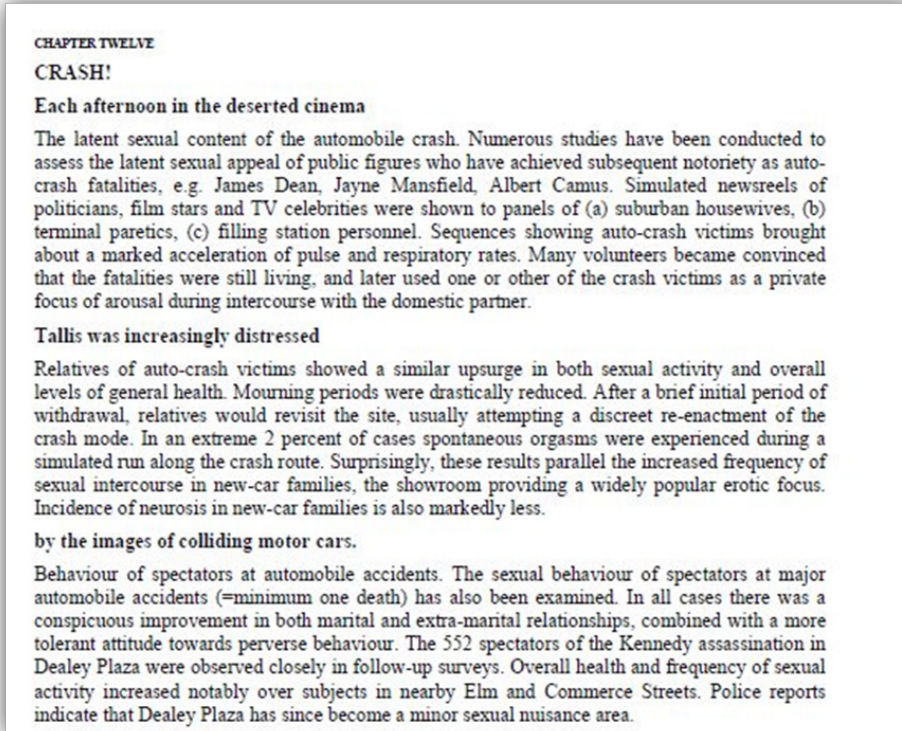 CHAPTER TWELVE
CRASH!
Each afternoon in the deserted cinema
The latent sexual content of the automobile crash. Numerous studies have been conducted to
assess the latent sexual appeal of public figures who have achieved subsequent notoriety as auto-
crash fatalities, e.g. James Dean, Jayne Mansfield, Albert Camus. Simulated newsreels of
politicians, film stars and TV celebrities were shown to panels of (a) suburban housewives, (b)
terminal paretics, (c) filling station personnel. Sequences showing auto-crash victims brought
about a marked acceleration of pulse and respiratory rates. Many volunteers became convinced
that the fatalities were still living, and later used one or other of the crash victims as a private
focus of arousal during intercourse with the domestic partner.
Tallis was increasingly distressed
Relatives of auto-crash victims showed a similar upsurge in both sexual activity and overall
levels of general health. Mourning periods were drastically reduced. After a brief initial period of
withdrawal, relatives would revisit the site, usually attempting a discreet re-enactment of the
crash mode. In an extreme 2 percent of cases spontaneous orgasms were experienced during a
simulated run along the crash route. Surprisingly, these results parallel the increased frequency of
sexual intercourse in new-car families, the showroom providing a widely popular erotic focus.
Incidence of neurosis in new-car families is also markedly less.
by the images of colliding motor cars.
Behaviour of spectators at automobile accidents. The sexual behaviour of spectators at major
automobile accidents (=minimum one death) has also been examined. In all cases there was a
conspicuous improvement in both marital and extra-marital relationships, combined with a more
tolerant attitude towards perverse behaviour. The 552 spectators of the Kennedy assassination in
Dealey Plaza were observed closely in follow-up surveys. Overall health and frequency of sexual
activity increased notably over subjects in nearby Elm and Commerce Streets. Police reports
indicate that Dealey Plaza has since become a minor sexual nuisance area.